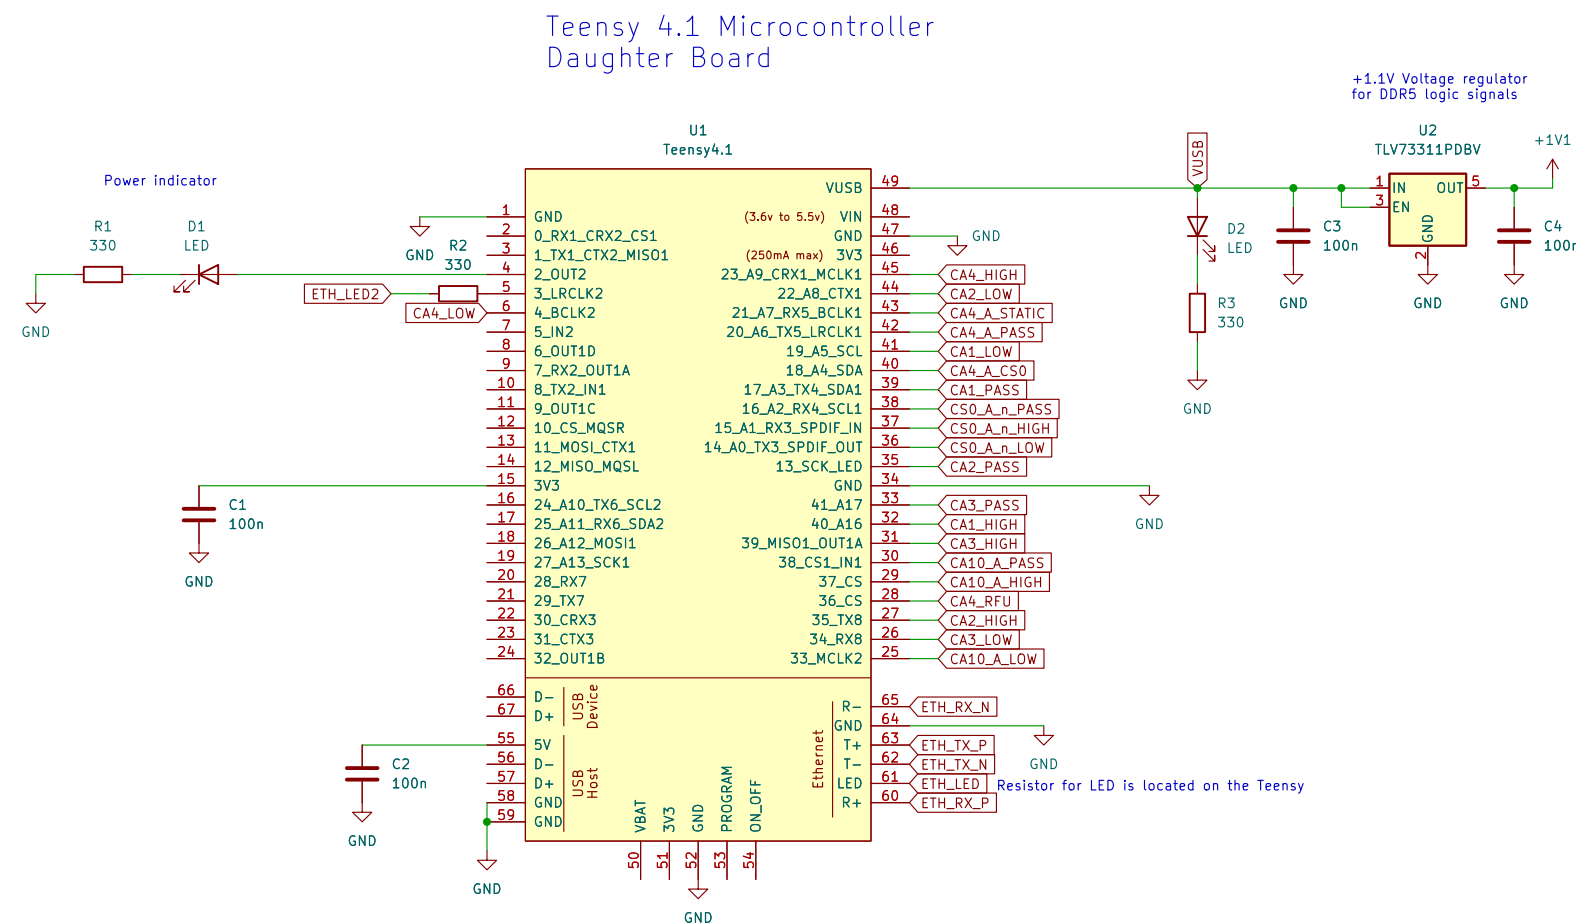 Teensy 4.1 Microcontroller
Daughter Board
+1.1V Voltage regulator
for DDR5 logic signals
Power indicator
R1
330
D1
LED
GND
GND
R2
330
ETH_LED2
CA4_LOW
C1
100n
GND
C2
100n
GND
GND
U1
Teensy4.1
1 GND
2 0_RX1_CRX2_CS1
3 1_TX1_CTX2_MISO1
4 2_OUT2
5 3_LRCLK2
6 4_BCLK2
7 5_IN2
8 6_OUT1D
9 7_RX2_OUT1A
10 8_TX2_IN1
11 9_OUT1C
12 10_CS_MQSR
13 11_MOSI_CTX1
14 12_MISO_MQSL
15 3V3
16 24_A10_TX6_SCL2
17 25_A11_RX6_SDA2
18 26_A12_MOSI1
19 27_A13_SCK1
20 28_RX7
21 29_TX7
22 30_CRX3
23 31_CTX3
24 32_OUT1B
66 D-
67 D+
USB
Device
55 5V
56 D-
57 D+
58 GND
59 GND
USB
Host
VBAT 50
3V3 51
GND 52
PROGRAM 53
ON_OFF 54
GND
VUSB 49
(3.6v to 5.5v) VIN 48
GND 47 GND
(250mA max) 3V3 46
23_A9_CRX1_MCLK1 45 CA4_HIGH
22_A8_CTX1 44 CA2_LOW
21_A7_RX5_BCLK1 43 CA4_A_STATIC
20_A6_TX5_LRCLK1 42 CA4_A_PASS
19_A5_SCL 41 CA1_LOW
18_A4_SDA 40 CA4_A_CS0
17_A3_TX4_SDA1 39 CA1_PASS
16_A2_RX4_SCL1 38 CS0_A_n_PASS
15_A1_RX3_SPDIF_IN 37 CS0_A_n_HIGH
14_A0_TX3_SPDIF_OUT 36 CS0_A_n_LOW
13_SCK_LED 35 CA2_PASS
GND 34 GND
41_A17 33 CA3_PASS
40_A16 32 CA1_HIGH
39_MISO1_OUT1A 31 CA3_HIGH
38_CS1_IN1 30 CA10_A_PASS
37_CS 29 CA10_A_HIGH
36_CS 28 CA4_RFU
35_TX8 27 CA2_HIGH
34_RX8 26 CA3_LOW
33_MCLK2 25 CA10_A_LOW
Ethernet
R- 65 ETH_RX_N
GND 64 GND
T+ 63 ETH_TX_P
T- 62 ETH_TX_N
LED 61 ETH_LED
R+ 60 ETH_RX_P
Resistor for LED is located on the Teensy
VUSB
D2
LED
R3
330
GND
C3
100n
GND
U2
TLV73311PDBV
1 IN
3 EN
OUT 5
GND 2
GND
+1V1
C4
100n
GND